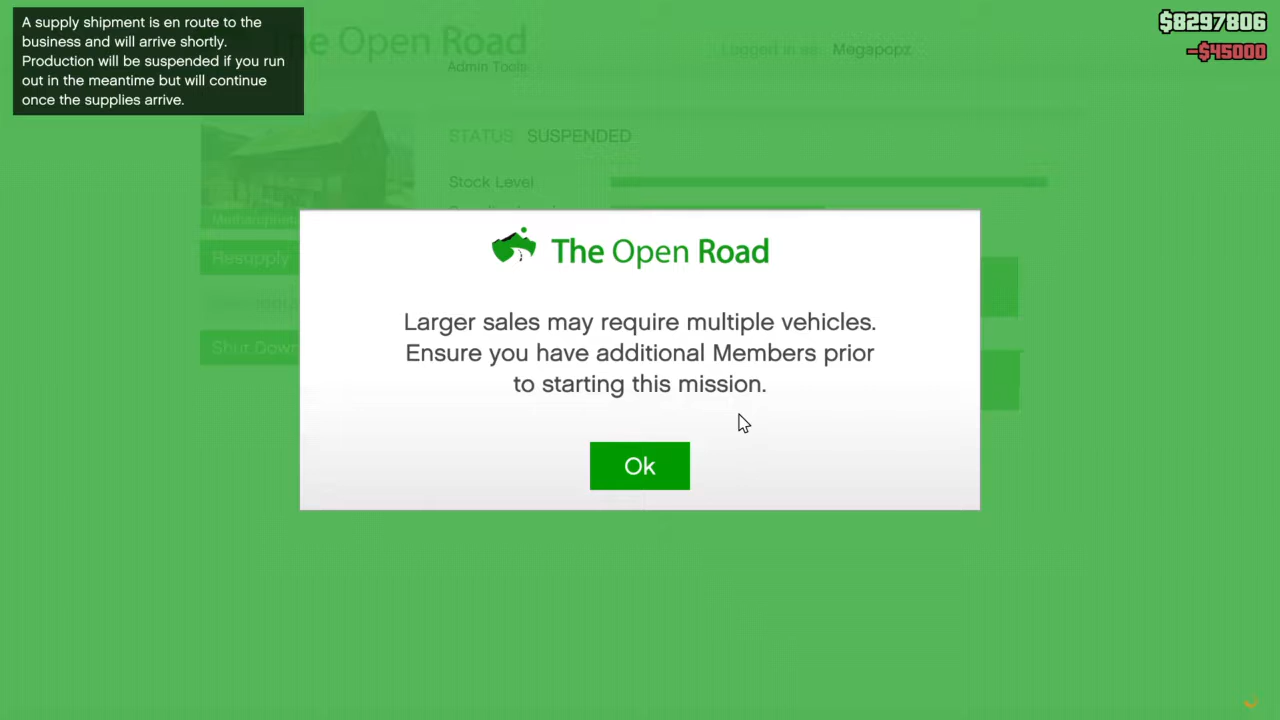 A supply shipment is en route to the
business and will arrive shortly.
Production will be suspended if you run
out in the meantime but will continue
once the supplies arrive.
$8297806
-$45000
The Open Road
Logged in as: Megapopz
Admin Tools
STATUS: SUSPENDED
Stock Level
Resupply
Shut Down
The Open Road
Larger sales may require multiple vehicles.
Ensure you have additional Members prior
to starting this mission.
Ok